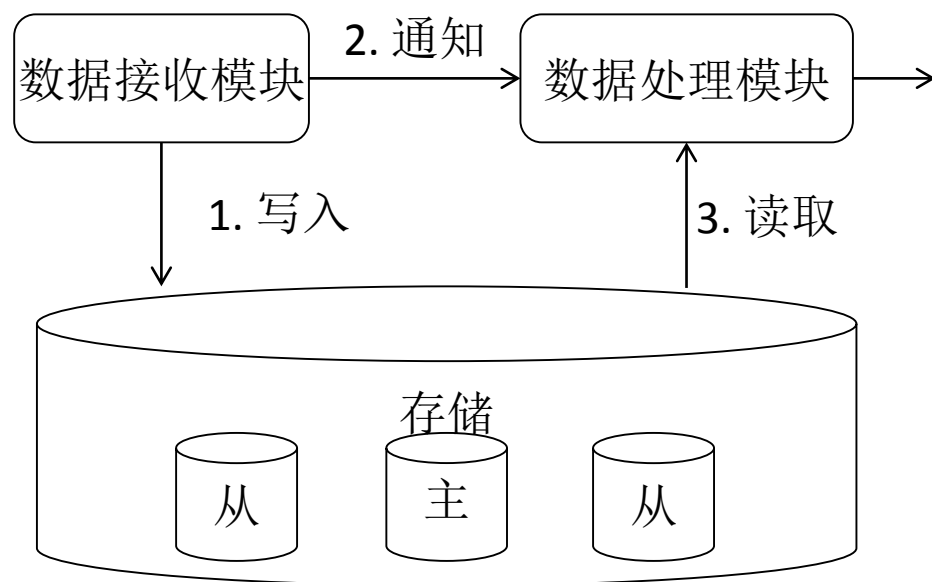 2. 通知
数据接收模块
数据处理模块
1. 写入
3. 读取
存储
从
主
从